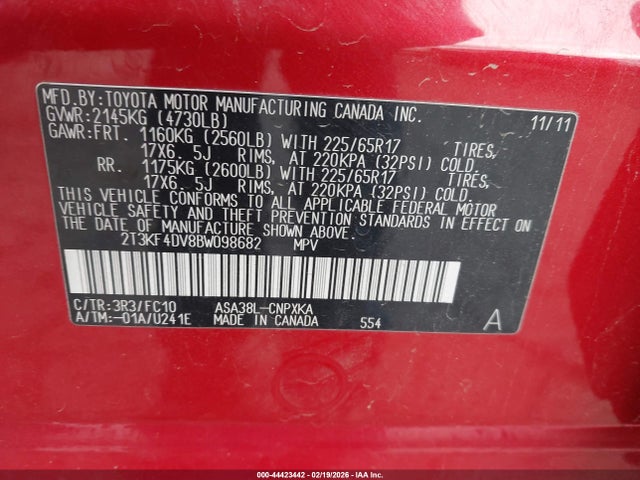 MFD.BY:TOYOTA MOTOR MANUFACTURING CANADA INC.
GVWR:2145KG (4730LB) 11/11
GAWR:FRT. 1160KG (2560LB) WITH 225/65R17 TIRES,
17X6.5J RIMS, AT 220KPA (32PSI) COLD.
RR. 1175KG (2600LB) WITH 225/65R17 TIRES,
17X6.5J RIMS, AT 220KPA (32PSI) COLD.
THIS VEHICLE CONFORMS TO ALL APPLICABLE FEDERAL MOTOR
VEHICLE SAFETY AND THEFT PREVENTION STANDARDS IN EFFECT ON
THE DATE OF MANUFACTURE SHOWN ABOVE.
2T3KF4DV8BW098682 MPV
C/TR:3R3/FC10 ASA38L-CNPXKA
A/TM:-01A/U241E MADE IN CANADA 554 A
000-44423442 - 02/19/2026 - IAAI.com